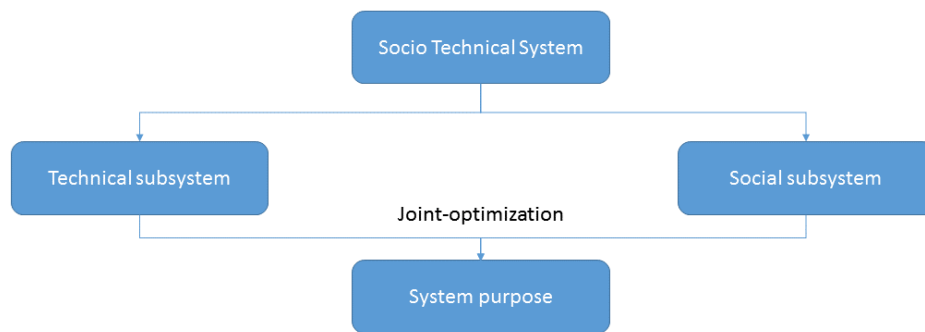 Socio Technical System
Technical subsystem
Social subsystem
Joint-optimization
System purpose